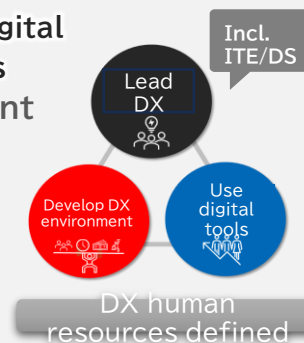 gital
s
nt
Incl.
ITE/DS
Lead
DX
Develop DX
environment
Use
digital
tools
DX human
resources defined